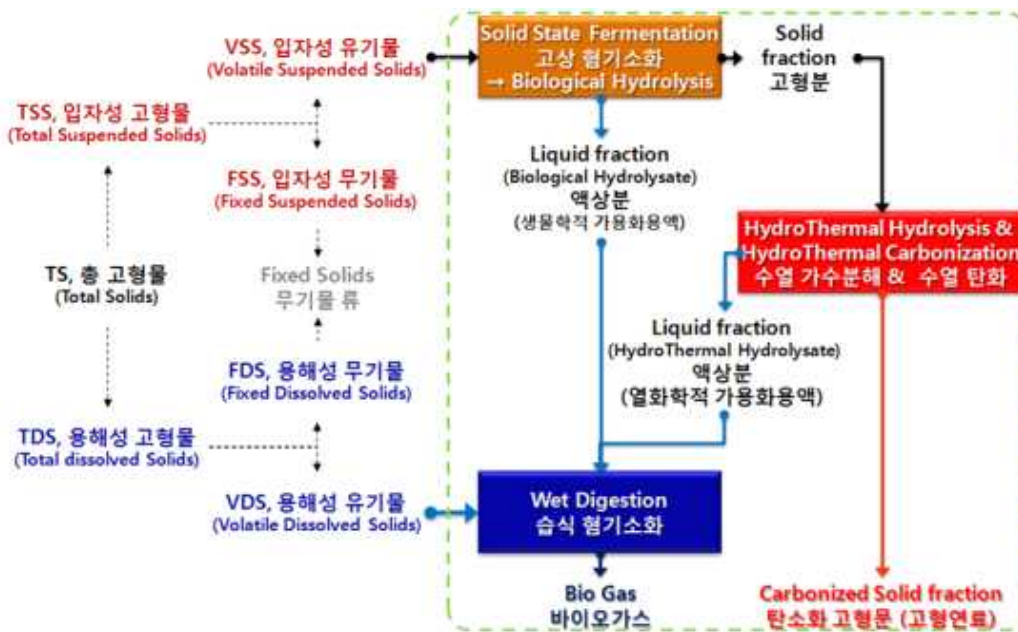 VSS, 입자성 유기물
(Volatile Suspended Solids)
TSS, 입자성 고형물
(Total Suspended Solids)
FSS, 입자성 무기물
(Fixed Suspended Solids)
TS, 총 고형물
(Total Solids)
Fixed Solids
무기물 류
FDS, 용해성 무기물
(Fixed Dissolved Solids)
TDS, 용해성 고형물
(Total dissolved Solids)
VDS, 용해성 유기물
(Volatile Dissolved Solids)
Solid State Fermentation
고상 혐기소화
→ Biological Hydrolysis
Solid
fraction
고형분
Liquid fraction
(Biological Hydrolysate)
액상분
(생물학적 가용화용액)
HydroThermal Hydrolysis &
HydroThermal Carbonization
수열 가수분해 & 수열 탄화
Liquid fraction
(HydroThermal Hydrolysate)
액상분
(열화학적 가용화용액)
Wet Digestion
습식 혐기소화
Bio Gas
바이오가스
Carbonized Solid fraction
탄소화 고형문 (고형연료)